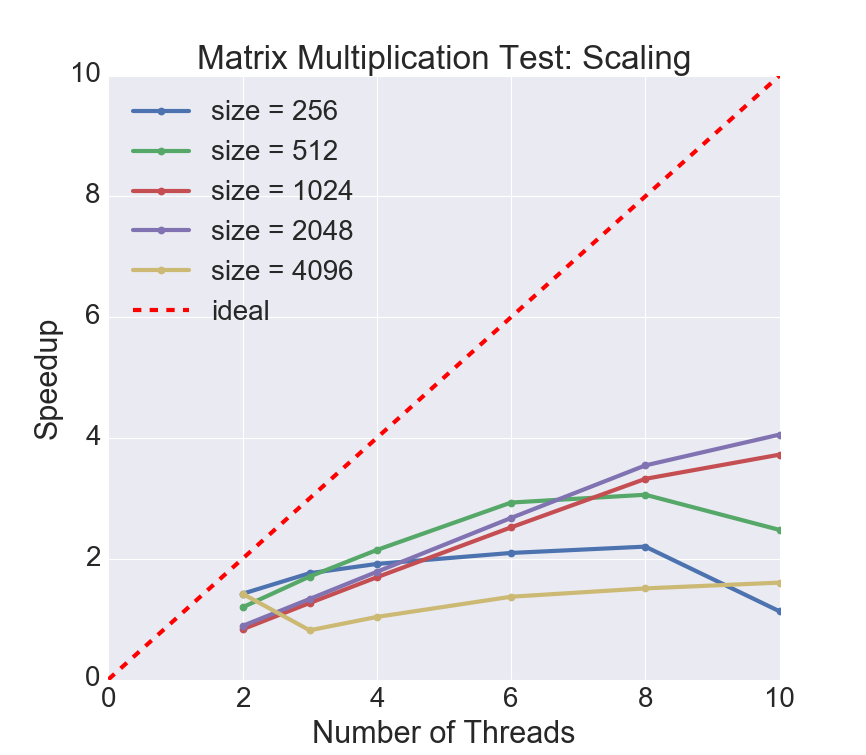 Matrix Multiplication Test: Scaling
10
size = 256
size = 512
8
size = 1024
size = 2048
size = 4096
6
ideal
Speedup
4
2
0
0 2 4 6 8 10
Number of Threads